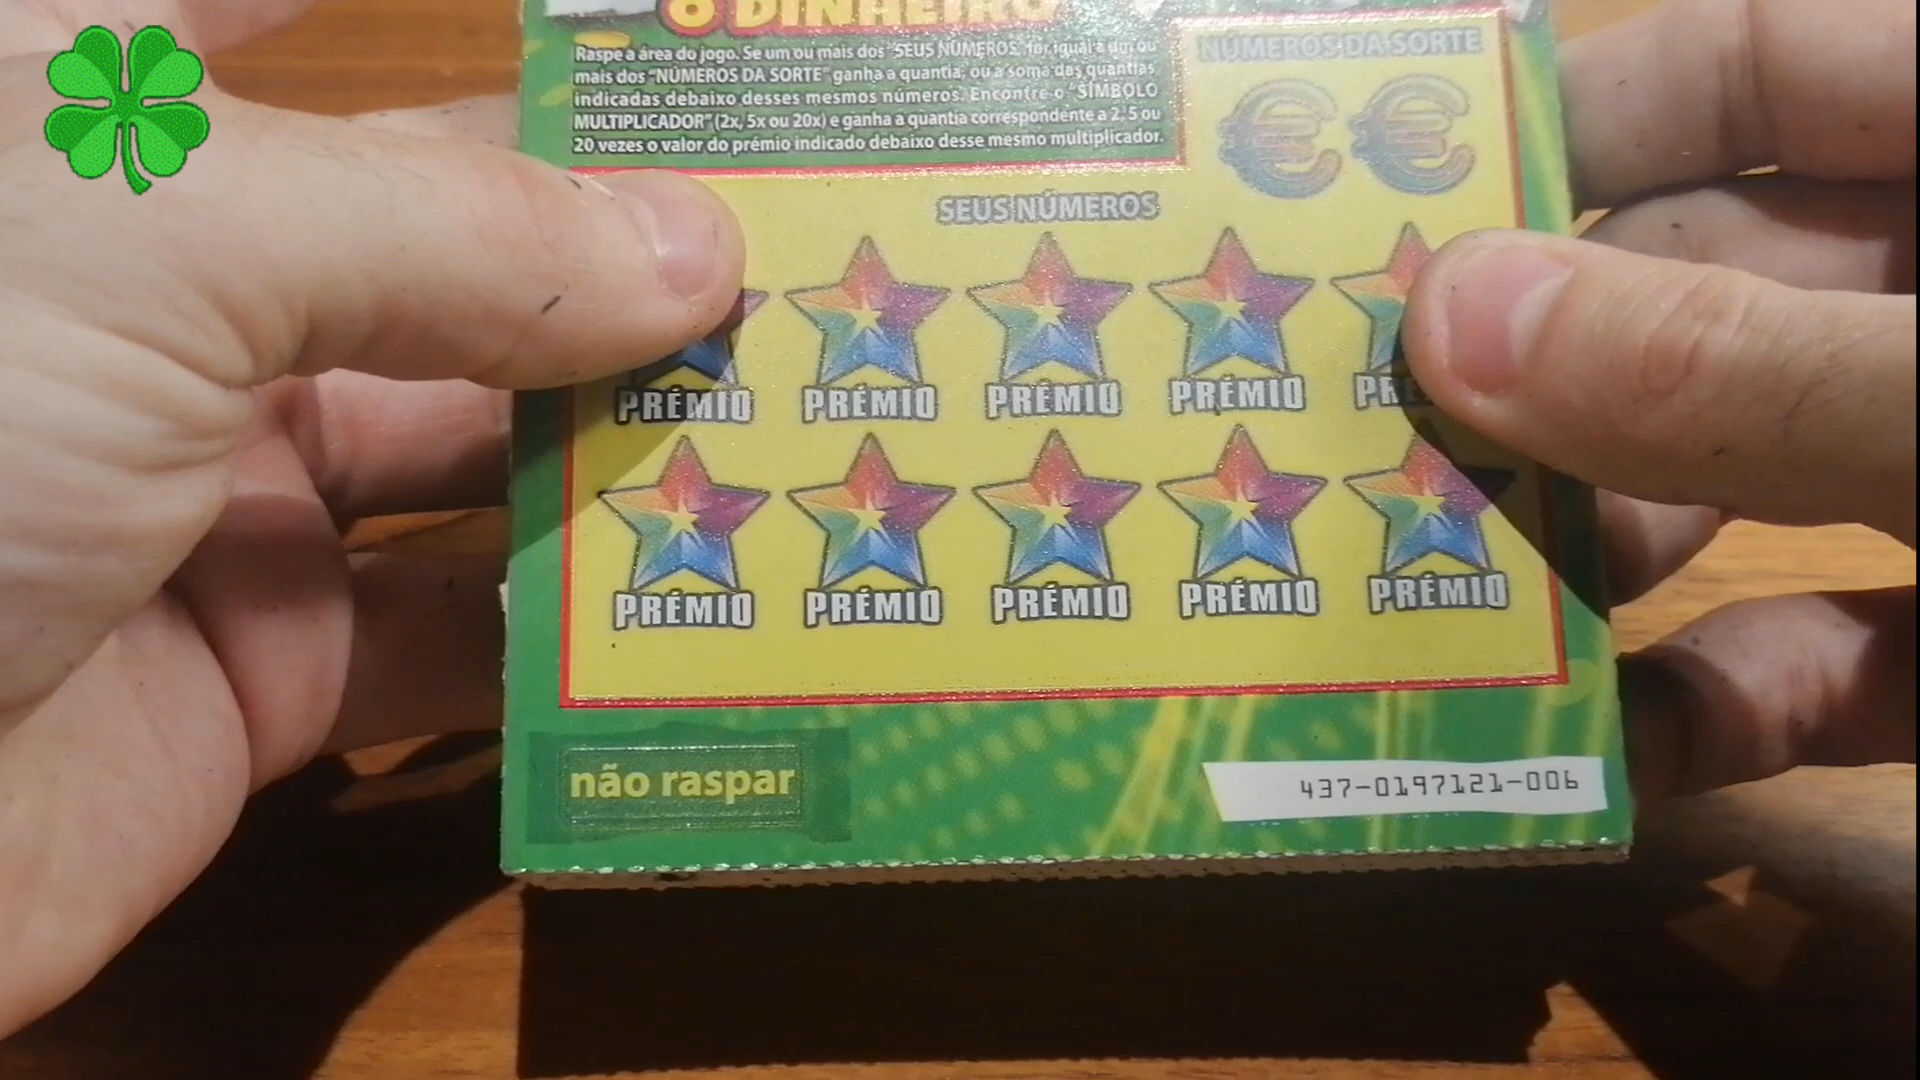 O DINHEIRO
Raspe a área do jogo. Se um ou mais dos "SEUS NÚMEROS" for igual a um ou
mais dos "NÚMEROS DA SORTE" ganha a quantia, ou a soma das quantias
indicadas debaixo desses mesmos números. Encontre o "SÍMBOLO
MULTIPLICADOR" (2x, 5x ou 20x) e ganha a quantia correspondente a 2, 5 ou
20 vezes o valor do prémio indicado debaixo desse mesmo multiplicador.
NÚMEROS DA SORTE
€ €
SEUS NÚMEROS
PRÉMIO PRÉMIO PRÉMIO PRÉMIO PRÉ
PRÉMIO PRÉMIO PRÉMIO PRÉMIO PRÉMIO
não raspar
437-0197121-006